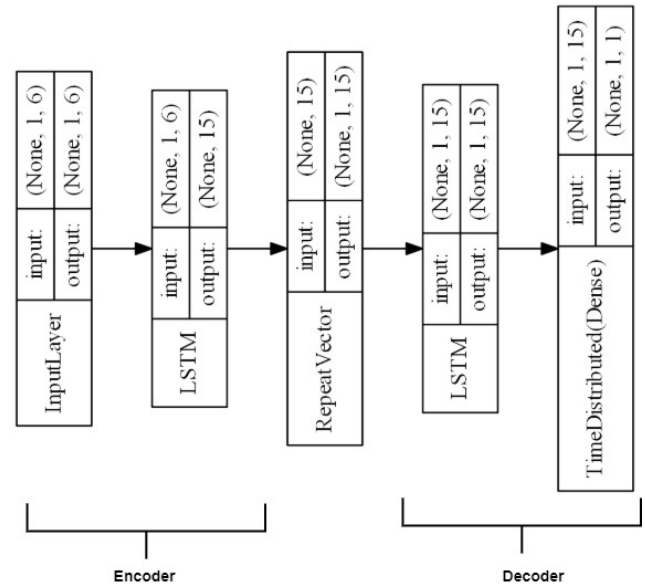 InputLayer
input: (None, 1, 6)
output: (None, 1, 6)
LSTM
input: (None, 1, 6)
output: (None, 15)
RepeatVector
input: (None, 15)
output: (None, 1, 15)
LSTM
input: (None, 1, 15)
output: (None, 1, 15)
TimeDistributed(Dense)
input: (None, 1, 15)
output: (None, 1, 1)
Encoder
Decoder